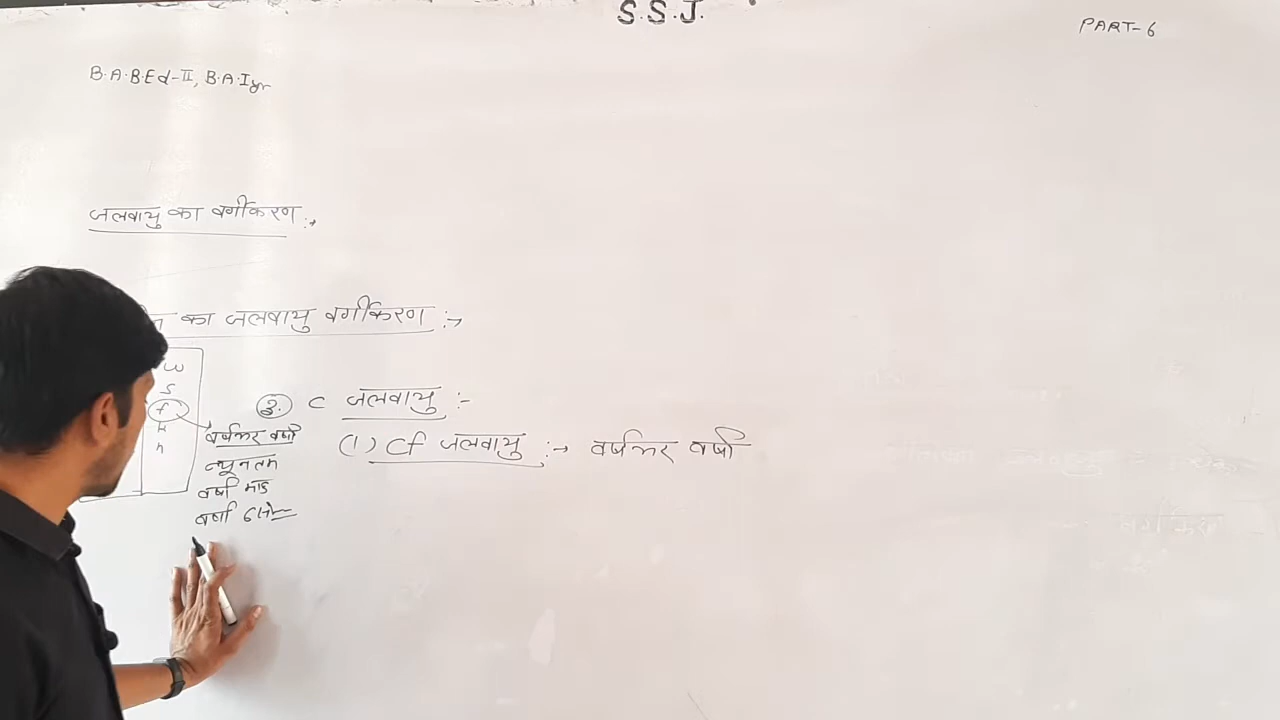 S.S.J.
PART-6
B.A.B.Ed-II, B.A.I yr
जलवायु का वर्गीकरण :→
का जलवायु वर्गीकरण :→
w
s
f
वर्षभर वर्षा
न्यूनतम
वर्षा माह
वर्षा 6सेमी
3. C जलवायु :-
(1) Cf जलवायु :→ वर्षभर वर्षा